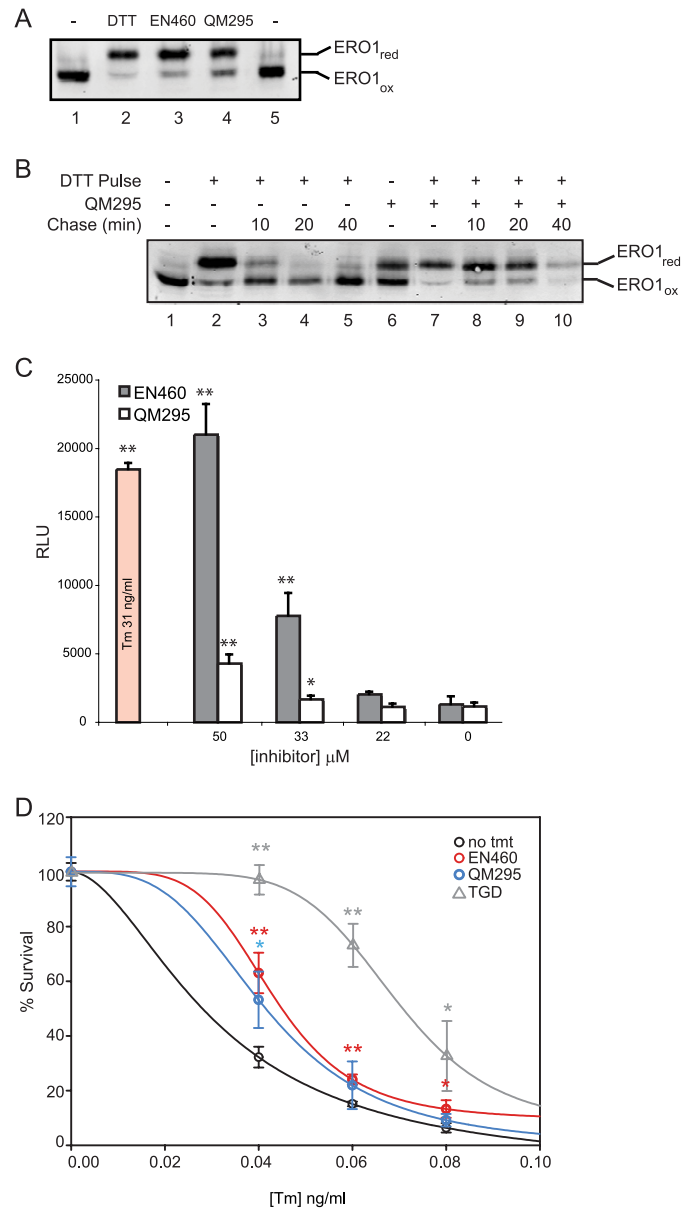 A
- DTT EN460 QM295 -
ERO1red
ERO1ox
1 2 3 4 5
B
DTT Pulse - + + + + - + + + +
QM295 - - - - - + + + + +
Chase (min) - - 10 20 40 - - 10 20 40
ERO1red
ERO1ox
1 2 3 4 5 6 7 8 9 10
C
25000
20000
15000
10000
5000
0
RLU
EN460
QM295
**
**
**
**
*
Tm 31 ng/ml
50 33 22 0
[inhibitor] μM
D
120
100
80
60
40
20
0
% Survival
no tmt
EN460
QM295
TGD
**
**
**
*
**
*
*
0.00 0.02 0.04 0.06 0.08 0.10
[Tm] ng/ml